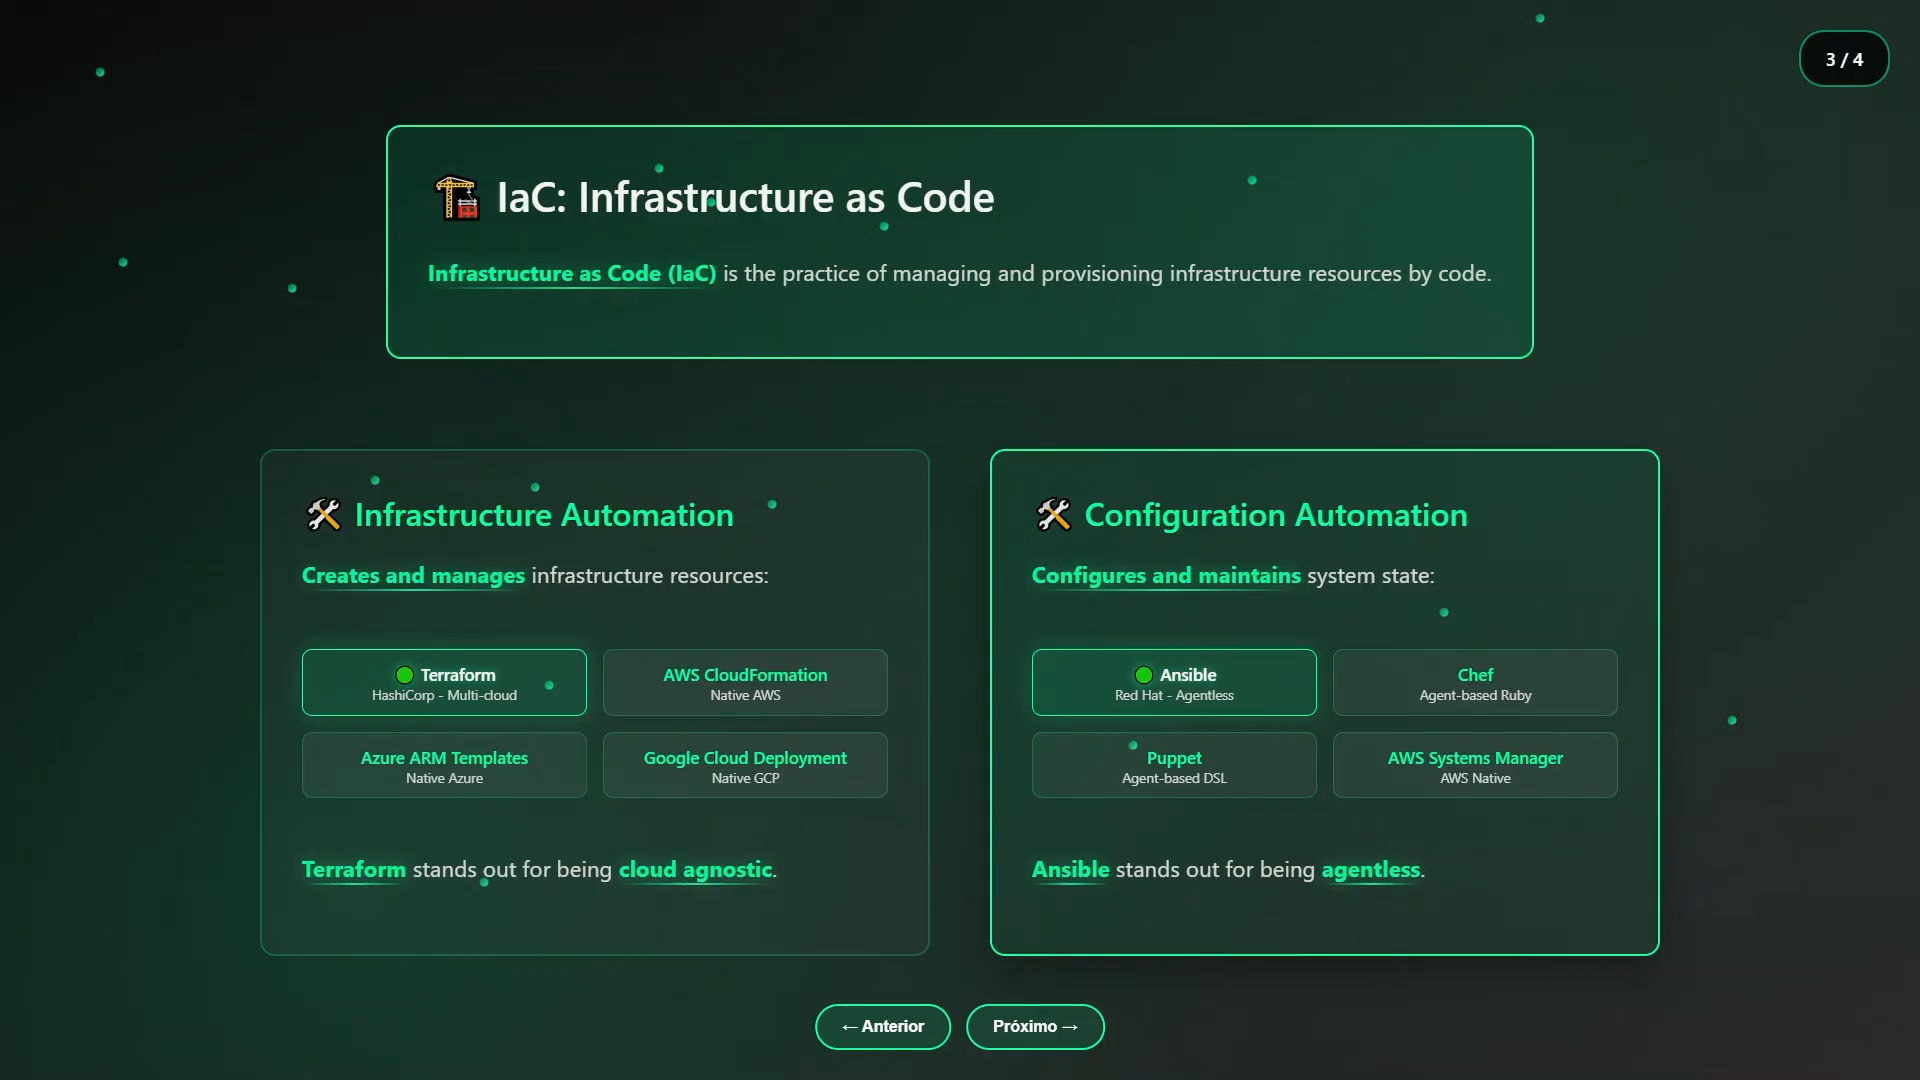 3 / 4
IaC: Infrastructure as Code
Infrastructure as Code (IaC) is the practice of managing and provisioning infrastructure resources by code.
Infrastructure Automation
Creates and manages infrastructure resources:
Terraform
HashiCorp - Multi-cloud
AWS CloudFormation
Native AWS
Azure ARM Templates
Native Azure
Google Cloud Deployment
Native GCP
Terraform stands out for being cloud agnostic.
Configuration Automation
Configures and maintains system state:
Ansible
Red Hat - Agentless
Chef
Agent-based Ruby
Puppet
Agent-based DSL
AWS Systems Manager
AWS Native
Ansible stands out for being agentless.
← Anterior
Próximo →